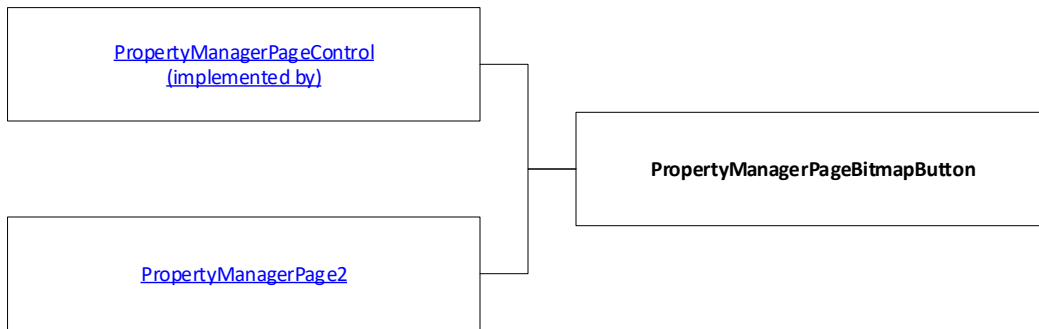 PropertyManagerPageControl
(implemented by)
PropertyManagerPageBitmapButton
PropertyManagerPage2